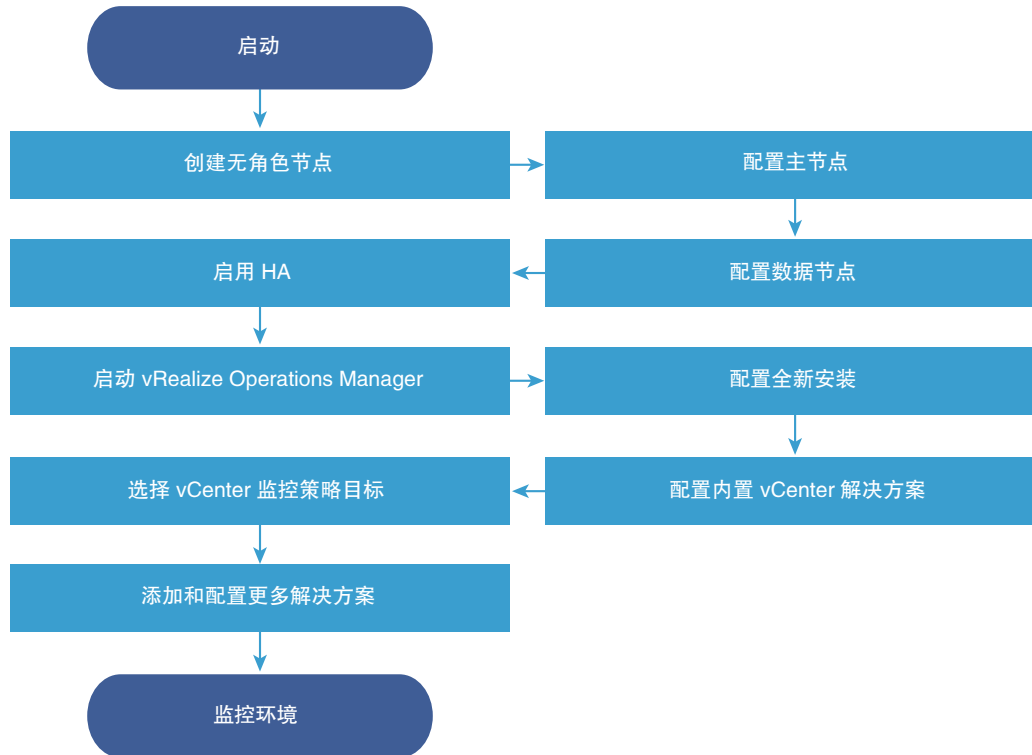 启动
创建无角色节点
配置主节点
配置数据节点
启用 HA
启动 vRealize Operations Manager
配置全新安装
配置内置 vCenter 解决方案
选择 vCenter 监控策略目标
添加和配置更多解决方案
监控环境